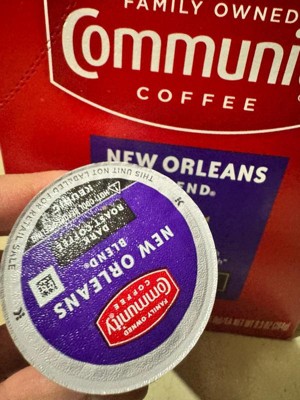 FAMILY OWNED
Communi
COFFEE
NEW ORLEANS
END®
THIS UNIT NOT LABELED FOR RETAIL SALE
DARK
ROAST COFFEE
NEW ORLEANS
BLEND®
FAMILY OWNED
Community
COFFEE
K
K